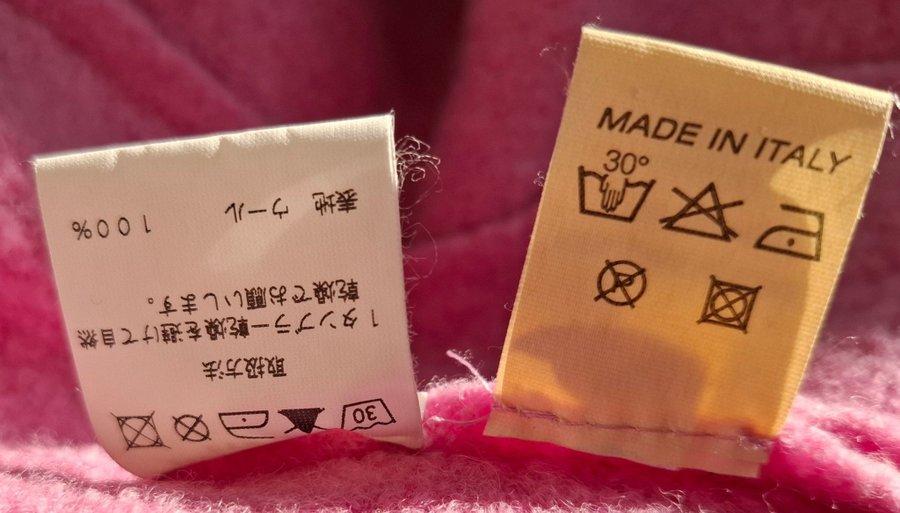 30
取扱方法
1タンブラー乾燥を避けて自然
乾燥でお願いします。
表地 ウール 100%
MADE IN ITALY
30°
P